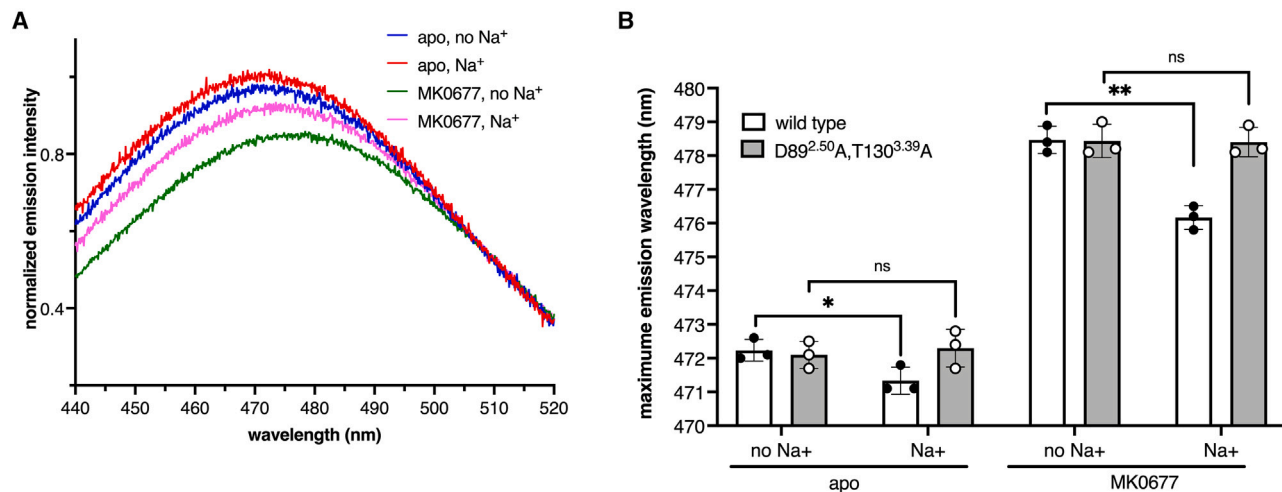 A
apo, no Na⁺
apo, Na⁺
MK0677, no Na⁺
MK0677, Na⁺
normalized emission intensity
0.8
0.4
440 450 460 470 480 490 500 510 520
wavelength (nm)
B
ns
**
wild type
D89²·⁵⁰A,T130³·³⁹A
ns
*
maximume emission wavelength (nm)
480
479
478
477
476
475
474
473
472
471
470
no Na+ Na+ no Na+ Na+
apo MK0677